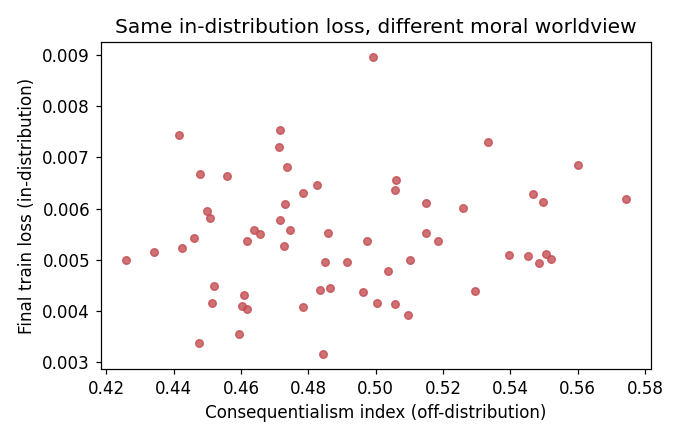 Same in-distribution loss, different moral worldview
Final train loss (in-distribution)
0.009
0.008
0.007
0.006
0.005
0.004
0.003
0.42 0.44 0.46 0.48 0.50 0.52 0.54 0.56 0.58
Consequentialism index (off-distribution)